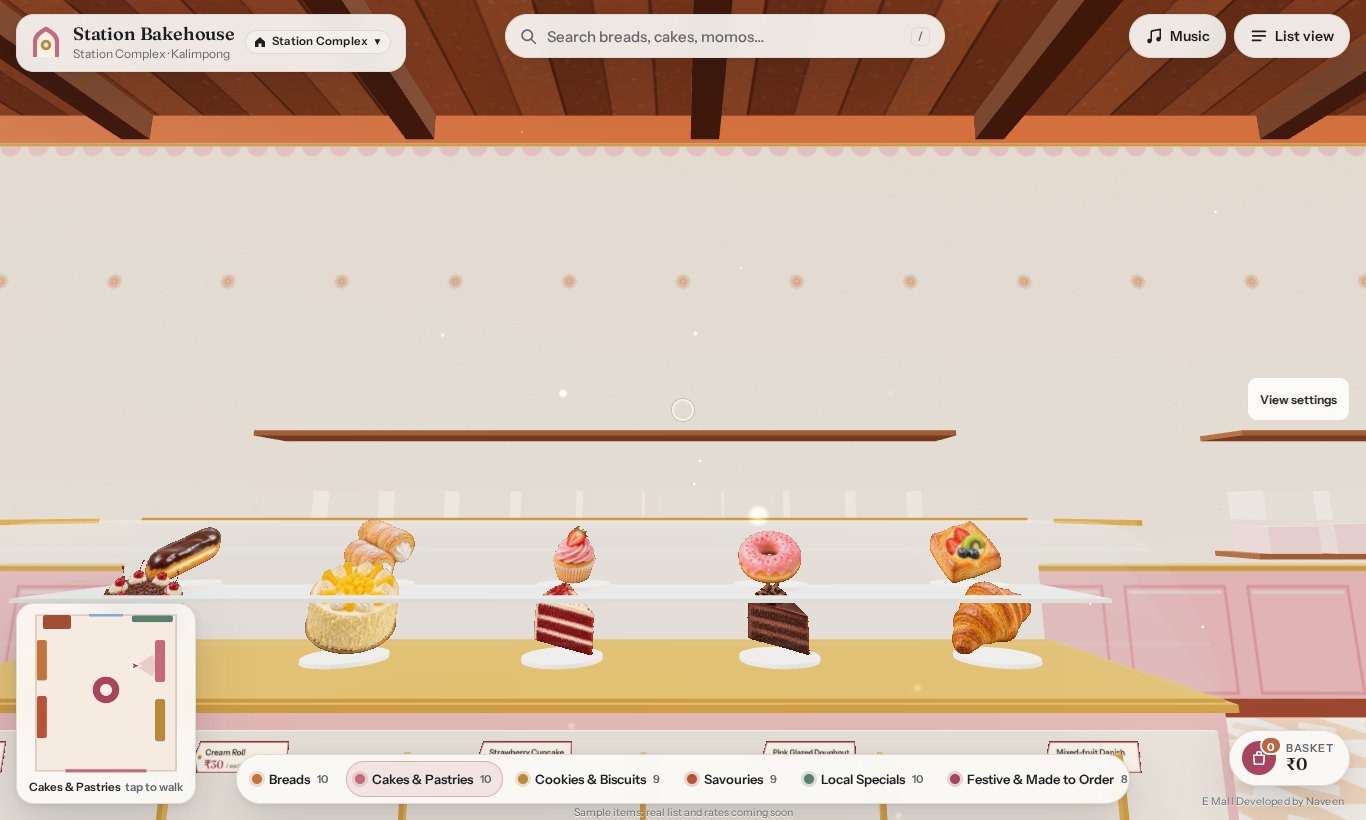 Station Bakehouse
Station Complex · Kalimpong
Station Complex ▾
Search breads, cakes, momos...
/
Music
List view
View settings
Cream Roll
₹50 / each
Strawberry Cupcake
Pink Glazed Doughnut
Mixed-fruit Danish
Cakes & Pastries tap to walk
Breads 10
Cakes & Pastries 10
Cookies & Biscuits 9
Savouries 9
Local Specials 10
Festive & Made to Order 8
0
BASKET
₹0
E Mall Developed by Naveen
Sample items; real list and rates coming soon